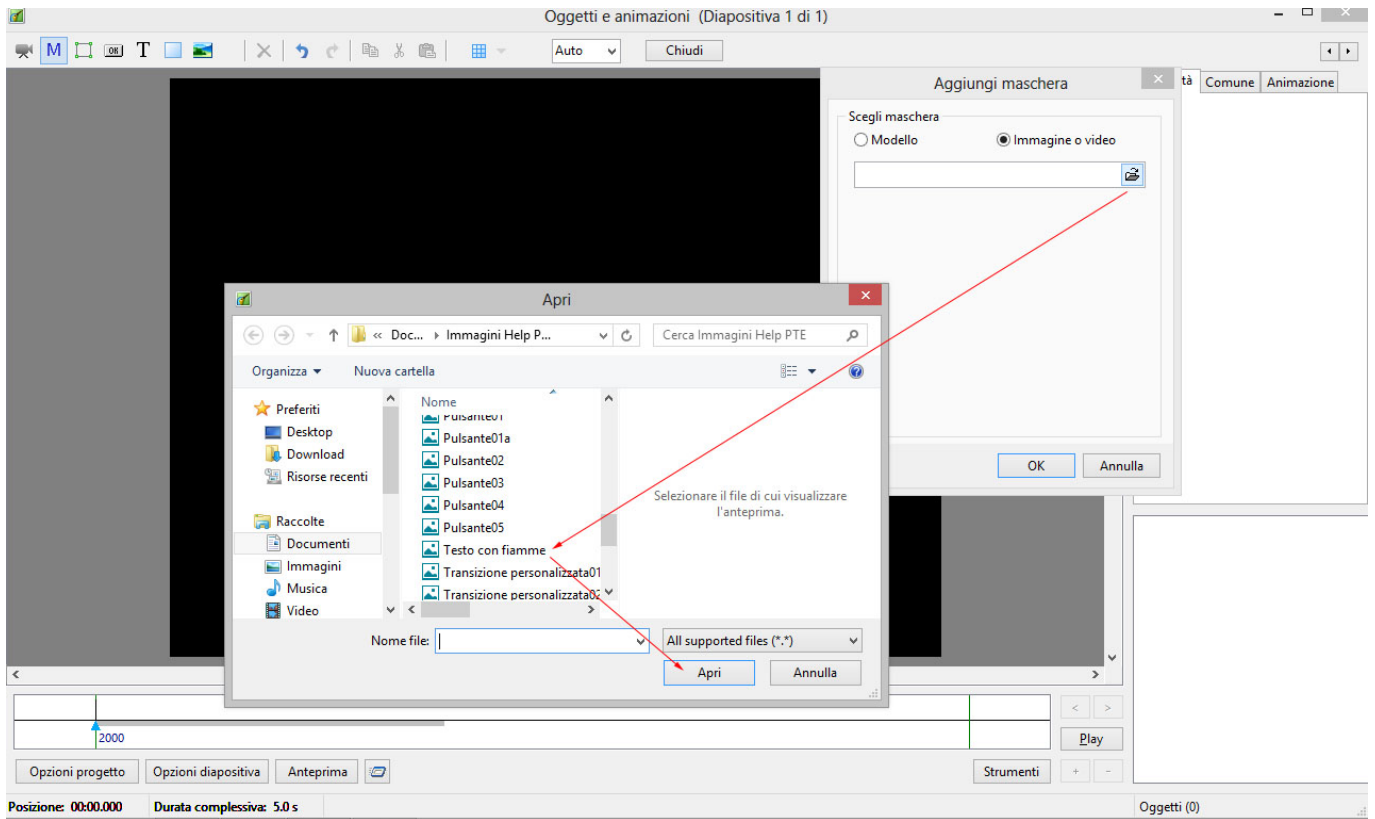 Oggetti e animazioni (Diapositiva 1 di 1)
M OK T Auto Chiudi
Aggiungi maschera
tà Comune Animazione
Scegli maschera
Modello Immagine o video
Apri
« Doc... Immagini Help P... Cerca Immagini Help PTE
Organizza Nuova cartella
Preferiti
Desktop
Download
Risorse recenti
Raccolte
Documenti
Immagini
Musica
Video
Nome
Pulsante01
Pulsante01a
Pulsante02
Pulsante03
Pulsante04
Pulsante05
Testo con fiamme
Transizione personalizzata01
Transizione personalizzata02
Selezionare il file di cui visualizzare
l'anteprima.
OK Annulla
Nome file: All supported files (*.*)
Apri Annulla
2000
< >
Play
Opzioni progetto Opzioni diapositiva Anteprima Strumenti + -
Posizione: 00:00.000 Durata complessiva: 5.0 s Oggetti (0)